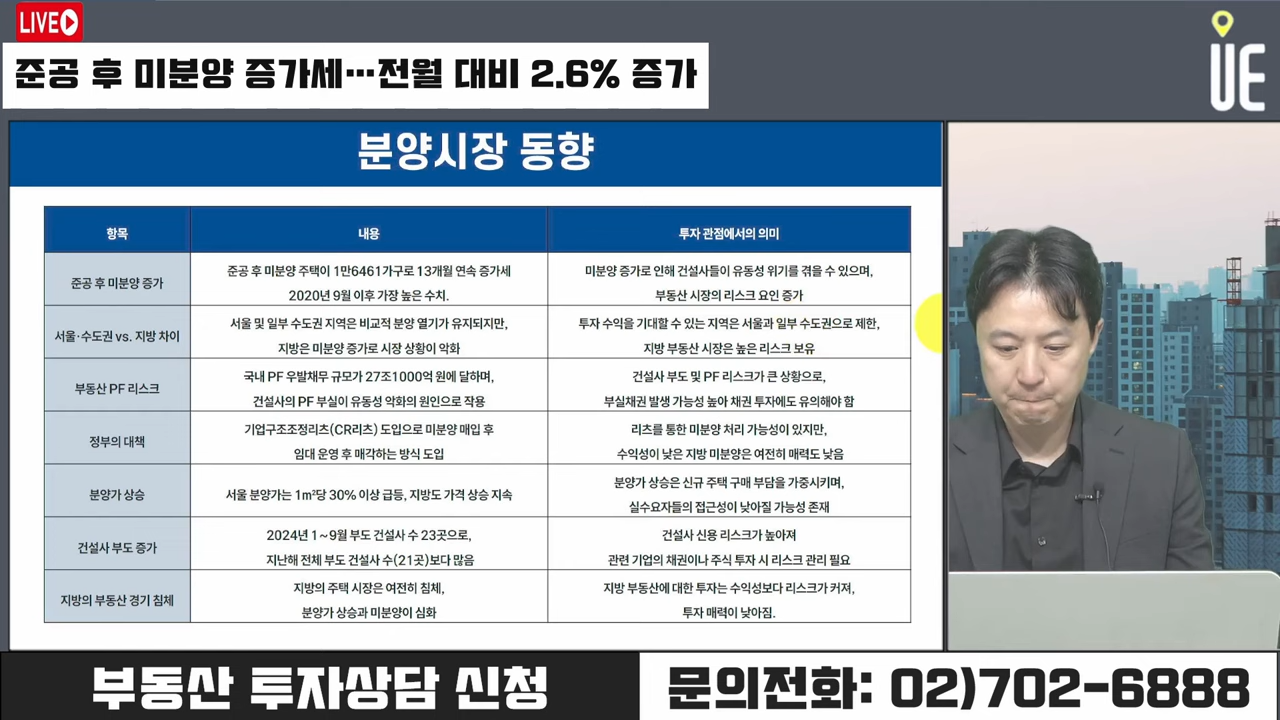 LIVE
준공 후 미분양 증가세…전월 대비 2.6% 증가
UE
분양시장 동향
항목
내용
투자 관점에서의 의미
준공 후 미분양 증가
준공 후 미분양 주택이 1만6461가구로 13개월 연속 증가세
2020년 9월 이후 가장 높은 수치.
미분양 증가로 인해 건설사들이 유동성 위기를 겪을 수 있으며,
부동산 시장의 리스크 요인 증가
서울·수도권 vs. 지방 차이
서울 및 일부 수도권 지역은 비교적 분양 열기가 유지되지만,
지방은 미분양 증가로 시장 상황이 악화
투자 수익을 기대할 수 있는 지역은 서울과 일부 수도권으로 제한,
지방 부동산 시장은 높은 리스크 보유
부동산 PF 리스크
국내 PF 우발채무 규모가 27조1000억 원에 달하며,
건설사의 PF 부실이 유동성 악화의 원인으로 작용
건설사 부도 및 PF 리스크가 큰 상황으로,
부실채권 발생 가능성 높아 채권 투자에도 유의해야 함
정부의 대책
기업구조조정리츠(CR리츠) 도입으로 미분양 매입 후
임대 운영 후 매각하는 방식 도입
리츠를 통한 미분양 처리 가능성이 있지만,
수익성이 낮은 지방 미분양은 여전히 매력도 낮음
분양가 상승
서울 분양가는 1m²당 30% 이상 급등, 지방도 가격 상승 지속
분양가 상승은 신규 주택 구매 부담을 가중시키며,
실수요자들의 접근성이 낮아질 가능성 존재
건설사 부도 증가
2024년 1~9월 부도 건설사 수 23곳으로,
지난해 전체 부도 건설사 수(21곳)보다 많음
건설사 신용 리스크가 높아져
관련 기업의 채권이나 주식 투자 시 리스크 관리 필요
지방의 부동산 경기 침체
지방의 주택 시장은 여전히 침체,
분양가 상승과 미분양이 심화
지방 부동산에 대한 투자는 수익성보다 리스크가 커져,
투자 매력이 낮아짐.
부동산 투자상담 신청
문의전화: 02)702-6888